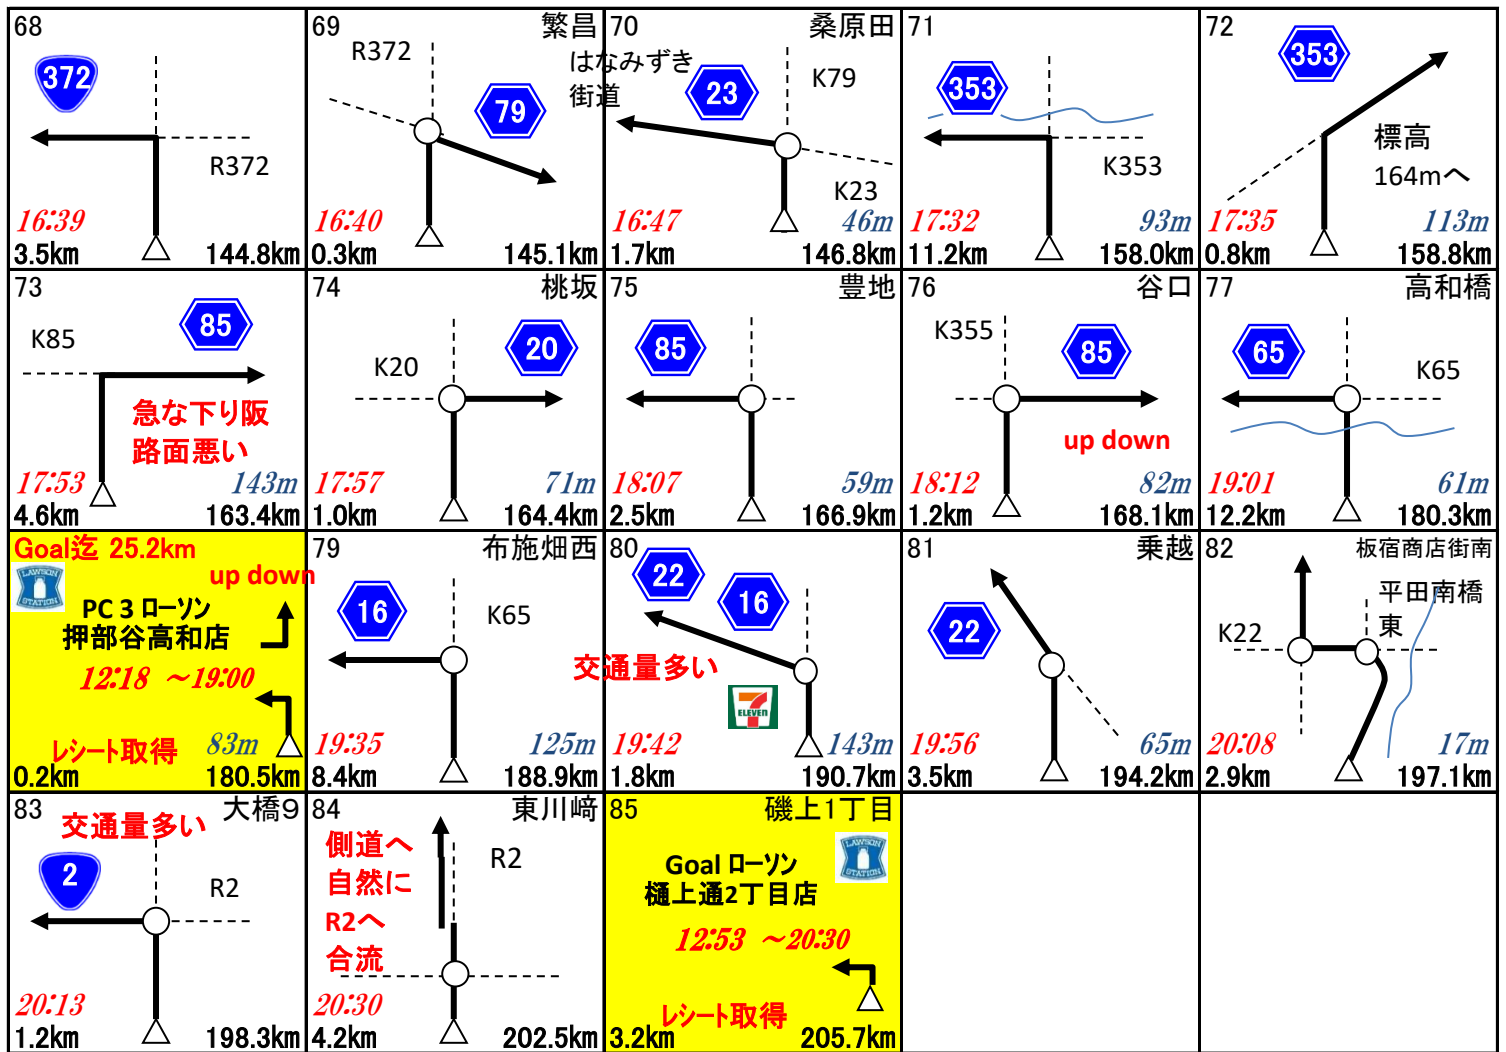 68
372
R372
16:39
3.5km 144.8km
69 繁昌
R372
79
16:40
0.3km 145.1km
70 桑原田
はなみずき
街道
K79
23
K23
16:47 46m
1.7km 146.8km
71
353
K353
17:32 93m
11.2km 158.0km
72
353
標高
164mへ
17:35 113m
0.8km 158.8km
73
K85
85
急な下り阪
路面悪い
17:53 143m
4.6km 163.4km
74 桃坂
20
K20
17:57 71m
1.0km 164.4km
75 豊地
85
18:07 59m
2.5km 166.9km
76 谷口
K355
85
up down
18:12 82m
1.2km 168.1km
77 高和橋
65
K65
19:01 61m
12.2km 180.3km
Goal迄 25.2km
LAWSON
STATION
up down
PC 3 ローソン
押部谷高和店
12:18 ～19:00
レシート取得 83m
0.2km 180.5km
79 布施畑西
16
K65
19:35 125m
8.4km 188.9km
80
22
16
交通量多い
7
ELEVEN
19:42 143m
1.8km 190.7km
81 乗越
22
19:56 65m
3.5km 194.2km
82 板宿商店街南
平田南橋
東
K22
20:08 17m
2.9km 197.1km
83 大橋9
交通量多い
2
R2
20:13
1.2km 198.3km
84 東川﨑
側道へ
自然に
R2へ
合流
R2
20:30
4.2km 202.5km
85 磯上1丁目
LAWSON
STATION
Goal ローソン
樋上通2丁目店
12:53 ～20:30
レシート取得
3.2km 205.7km